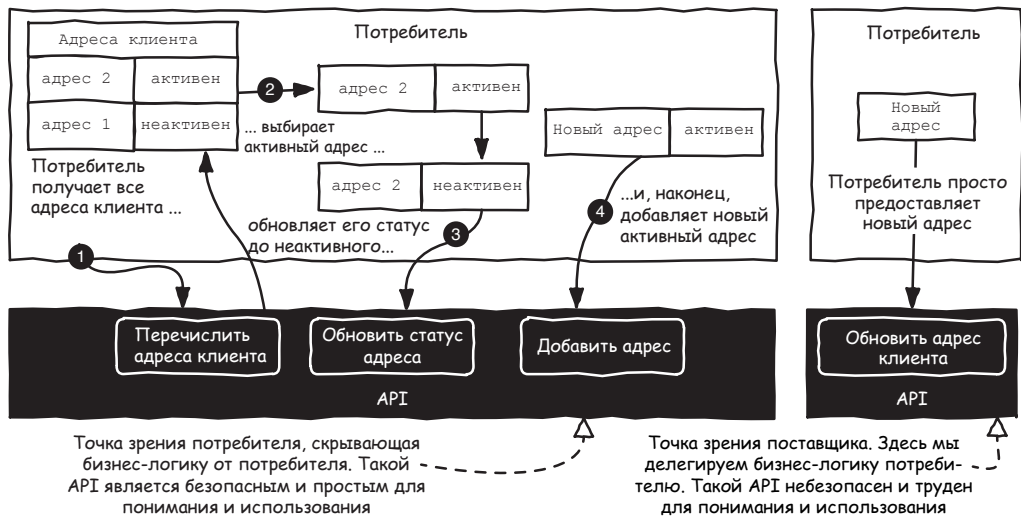 Потребитель
Адреса клиента
адрес 2 активен
адрес 1 неактивен
Потребитель
получает все
адреса клиента ...
1
2
... выбирает
активный адрес ...
адрес 2 активен
адрес 2 неактивен
обновляет его статус
до неактивного...
3
Новый адрес активен
4
...и, наконец,
добавляет новый
активный адрес
Перечислить
адреса клиента
Обновить статус
адреса
Добавить адрес
API
Точка зрения потребителя, скрывающая
бизнес-логику от потребителя. Такой
API является безопасным и простым для
понимания и использования
Потребитель
Новый
адрес
Потребитель просто
предоставляет
новый адрес
Обновить адрес
клиента
API
Точка зрения поставщика. Здесь мы
делегируем бизнес-логику потреби-
телю. Такой API небезопасен и труден
для понимания и использования